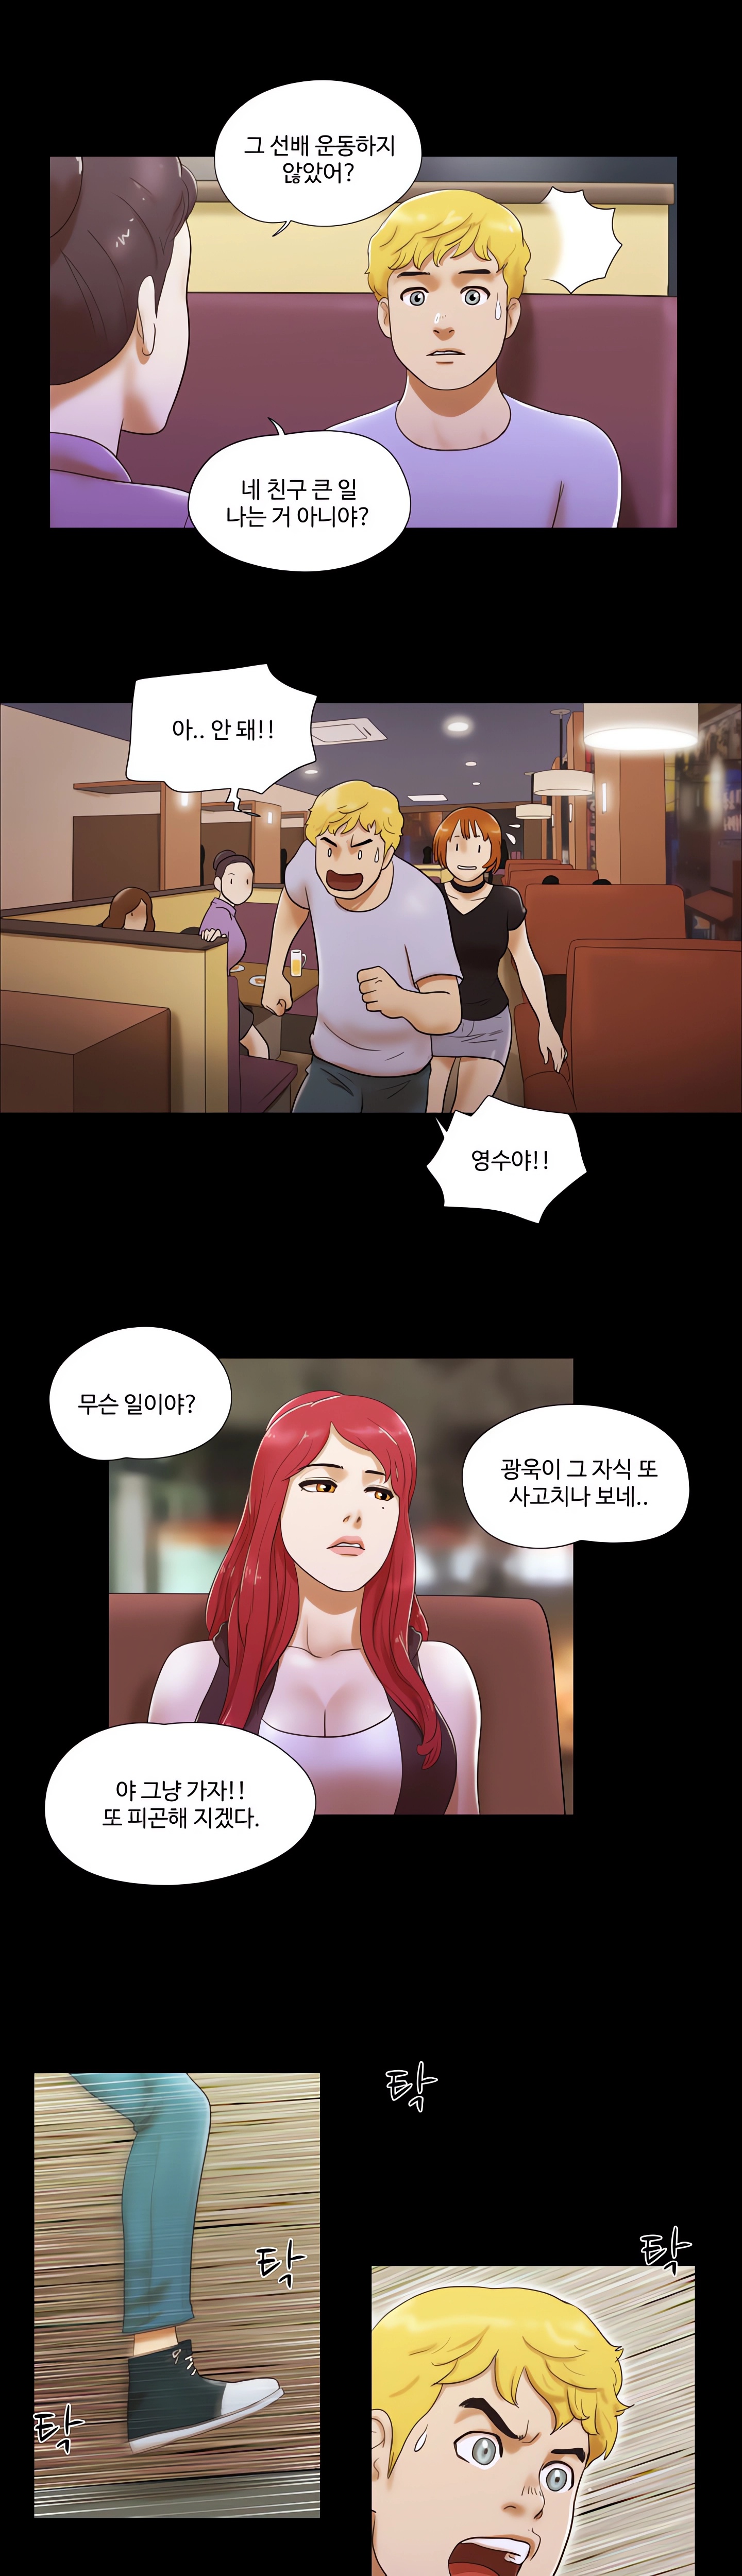 그 선배 운동하지
않았어?
네 친구 큰 일
나는 거 아니야?
아.. 안 돼!!
영수야!!
무슨 일이야?
광욱이 그 자식 또
사고치나 보네..
야 그냥 가자!!
또 피곤해 지겠다.
탁
탁
탁
탁